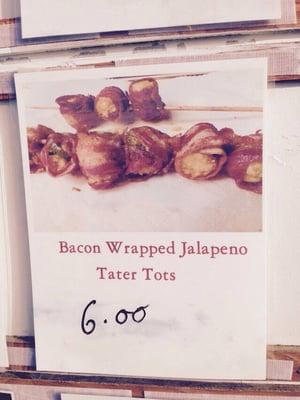 Bacon Wrapped Jalapeno
Tater Tots
6.00